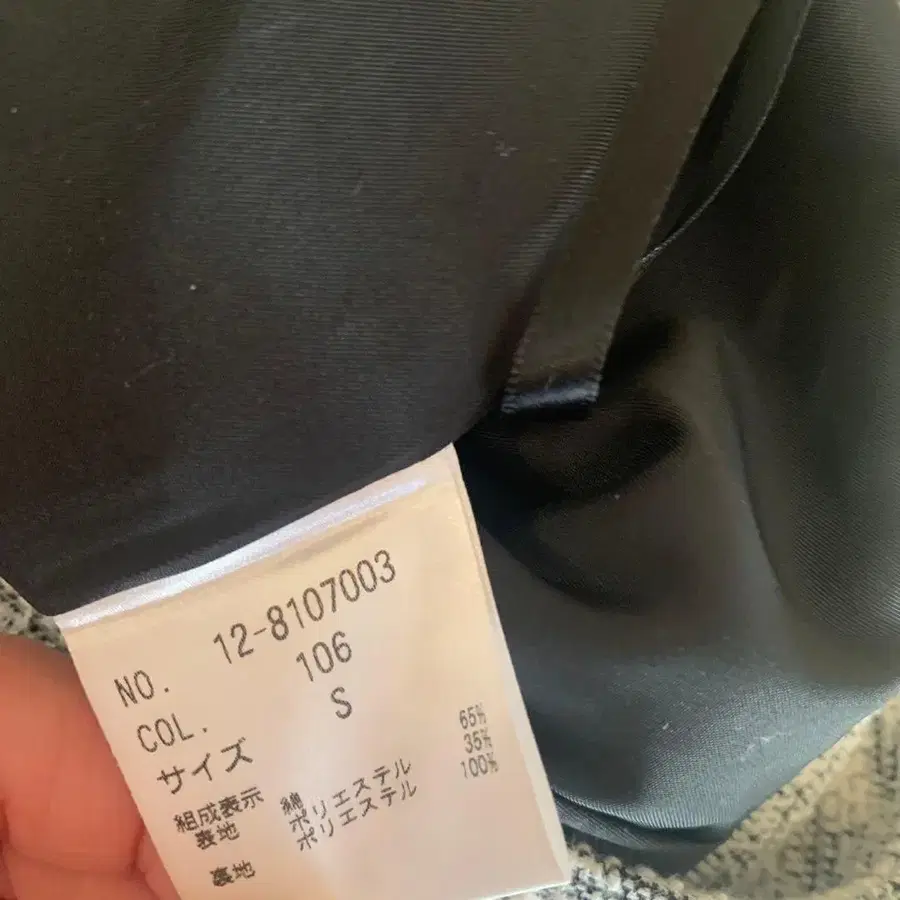 NO. 12-8107003
COL. 106
サイズ S
組成表示
表地 綿 65%
ポリエステル 35%
裏地 ポリエステル 100%